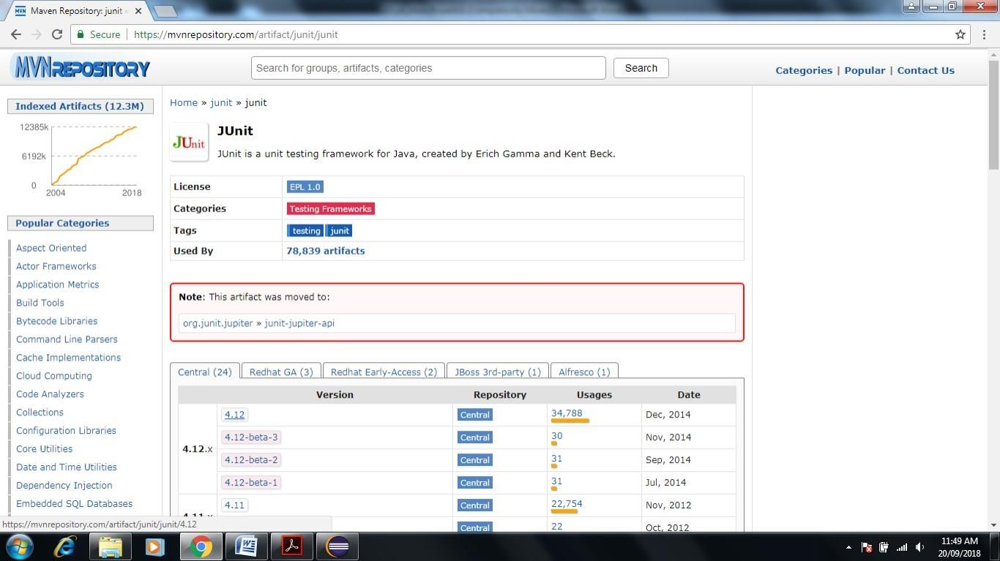 Maven Repository: junit »
Secure
https://mvnrepository.com/artifact/junit/junit
MVNREPOSITORY
Search for groups, artifacts, categories
Search
Categories | Popular | Contact Us
Indexed Artifacts (12.3M)
12385k
6192k
0
2004 2018
Popular Categories
Aspect Oriented
Actor Frameworks
Application Metrics
Build Tools
Bytecode Libraries
Command Line Parsers
Cache Implementations
Cloud Computing
Code Analyzers
Collections
Configuration Libraries
Core Utilities
Date and Time Utilities
Dependency Injection
Embedded SQL Databases
Home » junit » junit
JUnit
JUnit
JUnit is a unit testing framework for Java, created by Erich Gamma and Kent Beck.
License EPL 1.0
Categories Testing Frameworks
Tags testing junit
Used By 78,839 artifacts
Note: This artifact was moved to:
org.junit.jupiter » junit-jupiter-api
Central (24) Redhat GA (3) Redhat Early-Access (2) JBoss 3rd-party (1) Alfresco (1)
Version Repository Usages Date
4.12.x
4.12 Central 34,788 Dec, 2014
4.12-beta-3 Central 30 Nov, 2014
4.12-beta-2 Central 31 Sep, 2014
4.12-beta-1 Central 31 Jul, 2014
4.11 Central 22,754 Nov, 2012
Central 22 Oct, 2012
https://mvnrepository.com/artifact/junit/junit/4.12
11:49 AM
20/09/2018